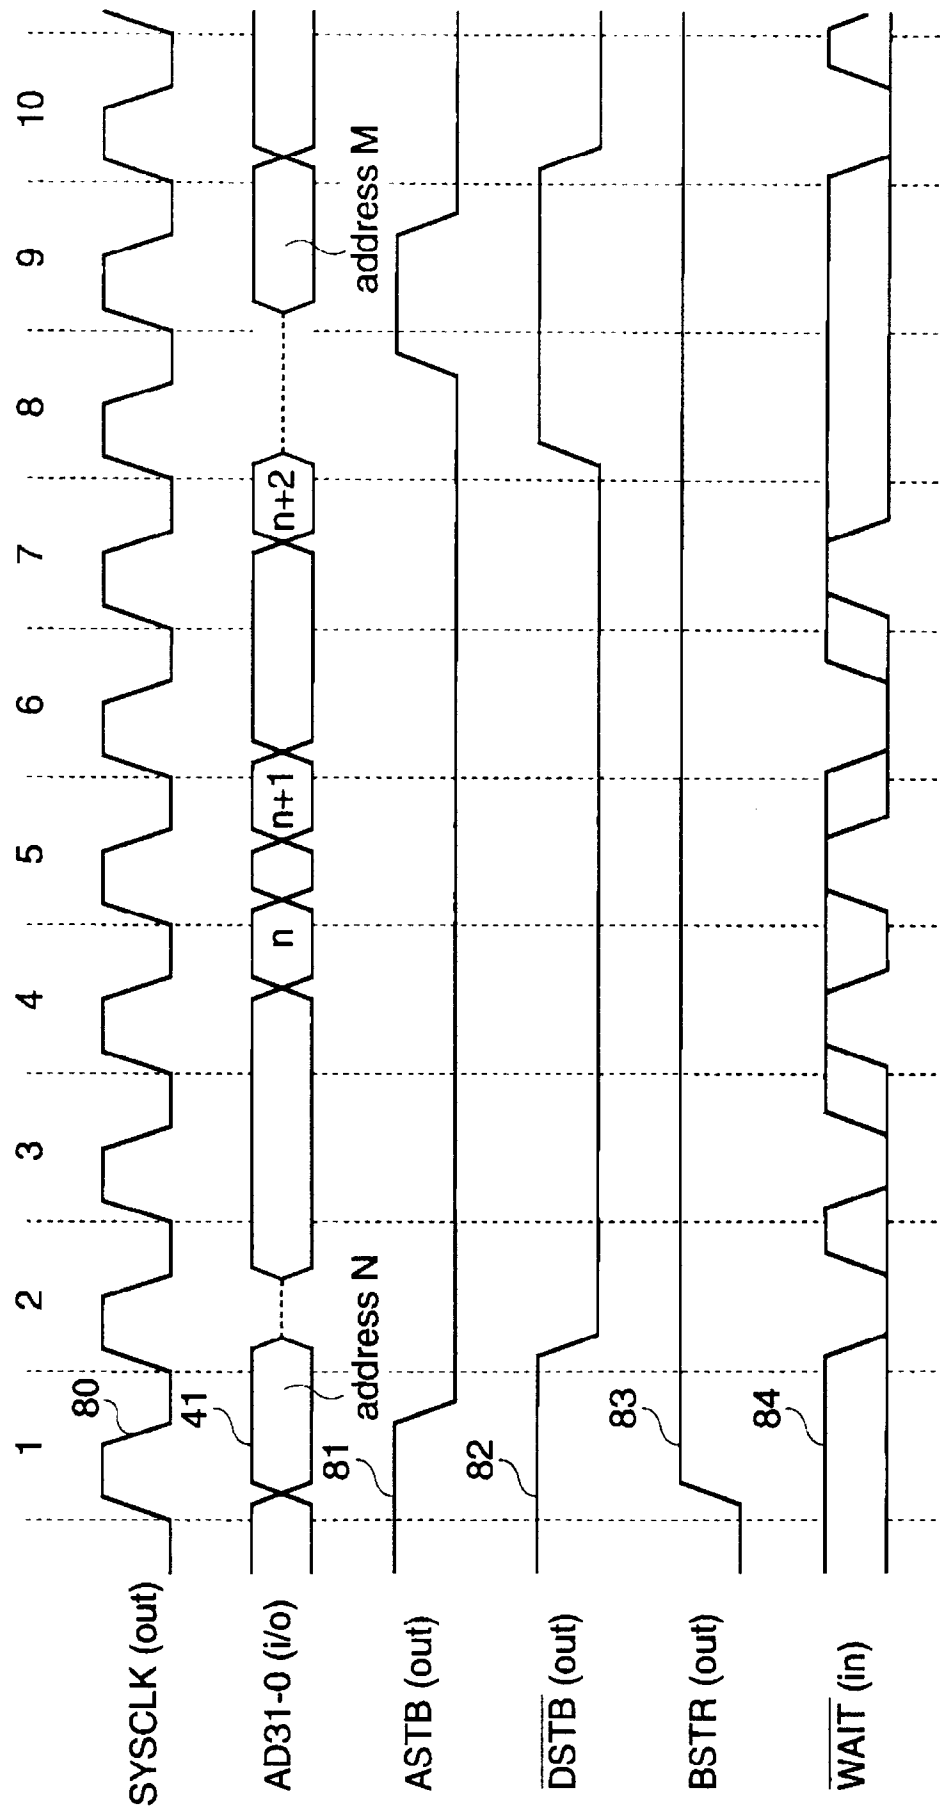 1 2 3 4 5 6 7 8 9 10
SYSCLK (out) 80
AD31-0 (i/o) 41 n n+1 n+2
address N address M
ASTB (out) 81
DSTB (out) 82
BSTR (out) 83
WAIT (in) 84